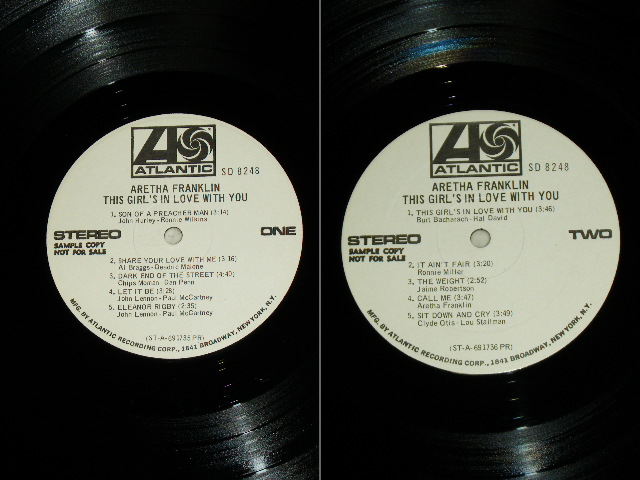 ATLANTIC
SD 8248
ARETHA FRANKLIN
THIS GIRL'S IN LOVE WITH YOU
1. SON OF A PREACHER MAN (3:14)
John Hurley - Ronnie Wilkins
STEREO
ONE
SAMPLE COPY
NOT FOR SALE
2. SHARE YOUR LOVE WITH ME (3:16)
Al Braggs - Deadric Malone
3. DARK END OF THE STREET (4:40)
Chips Moman - Dan Penn
4. LET IT BE (3:28)
John Lennon - Paul McCartney
5. ELEANOR RIGBY (2:35)
John Lennon - Paul McCartney
(ST-A-691735 PR)
MFG. BY ATLANTIC RECORDING CORP., 1841 BROADWAY, NEW YORK, N.Y.
ATLANTIC
SD 8248
ARETHA FRANKLIN
THIS GIRL'S IN LOVE WITH YOU
1. THIS GIRL'S IN LOVE WITH YOU (3:46)
Burt Bacharach - Hal David
STEREO
TWO
SAMPLE COPY
NOT FOR SALE
2. IT AIN'T FAIR (3:20)
Ronnie Miller
3. THE WEIGHT (2:52)
Jaime Robertson
4. CALL ME (3:47)
Aretha Franklin
5. SIT DOWN AND CRY (3:49)
Clyde Otis - Lou Stallman
(ST-A-691736 PR)
MFG. BY ATLANTIC RECORDING CORP., 1841 BROADWAY, NEW YORK, N.Y.